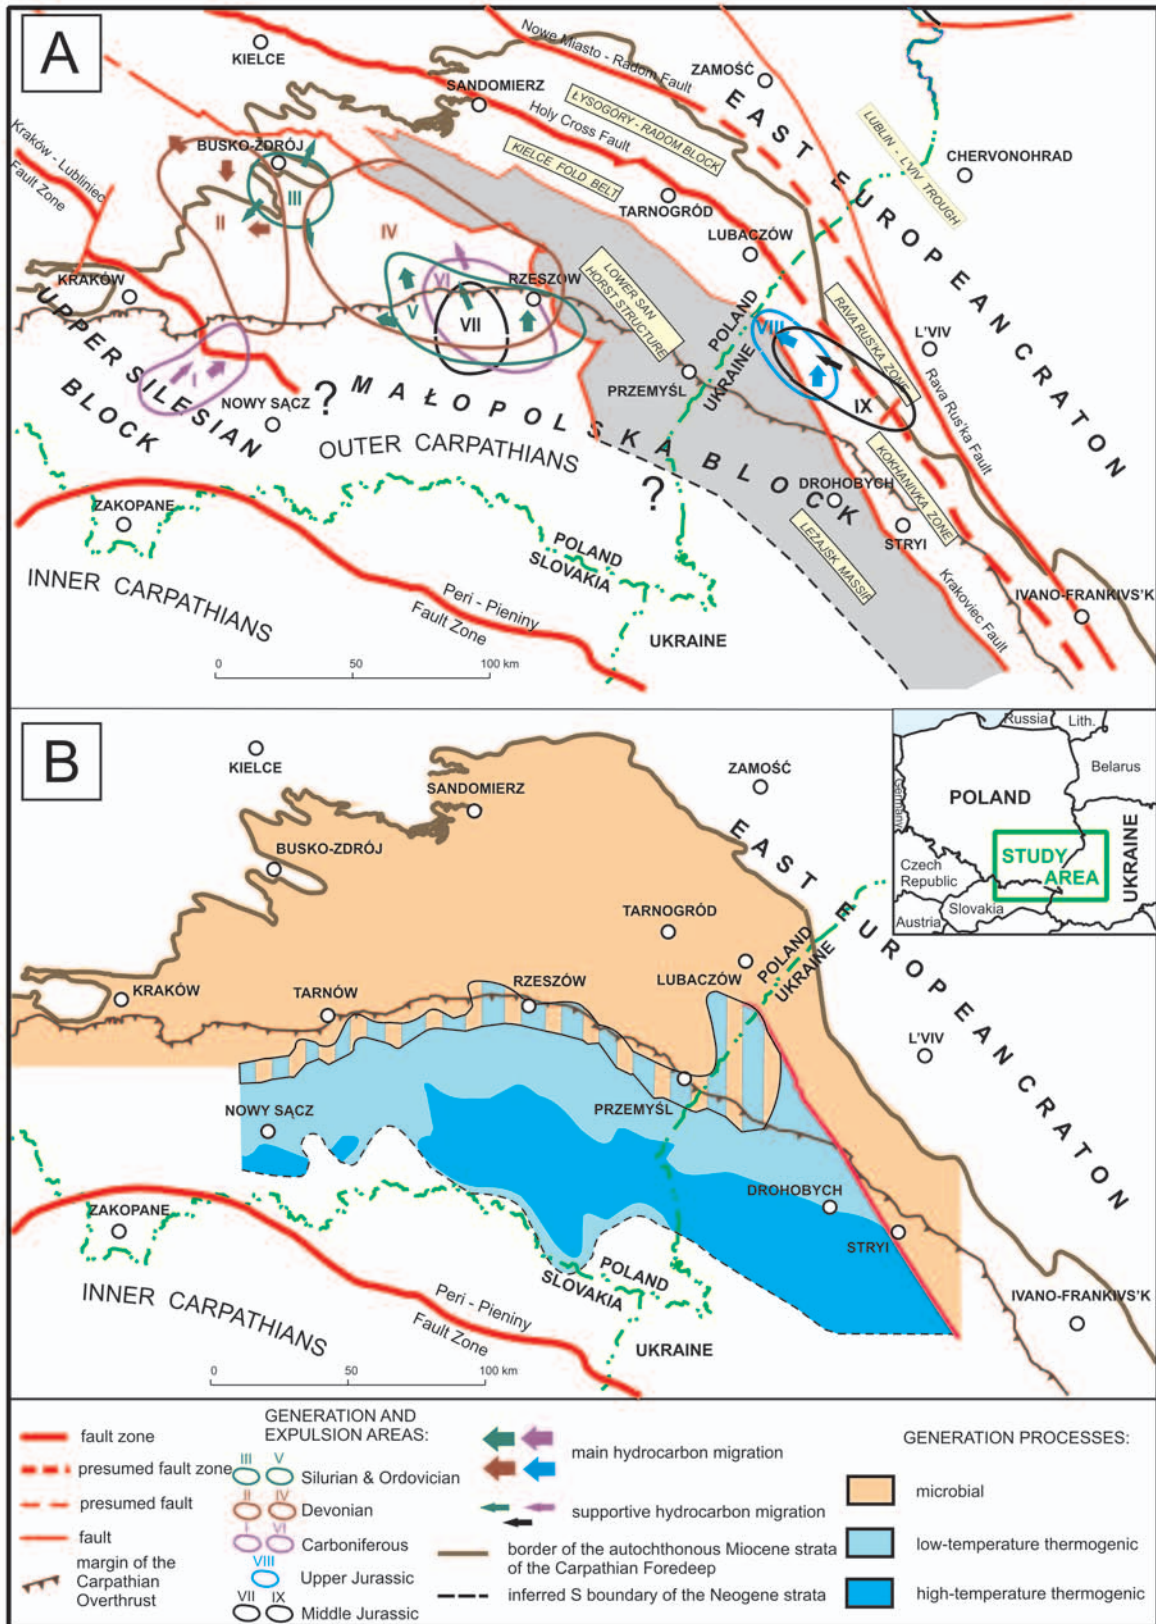 A
KIELCE
Nowe Miasto - Radom Fault
ZAMOŚĆ
SANDOMIERZ
EAST EUROPEAN CRATON
ŁYSOGÓRY - RADOM BLOCK
Holy Cross Fault
LUBLIN - L'VIV TROUGH
CHERVONOHRAD
Kraków - Lubliniec
Fault Zone
BUSKO-ZDRÓJ
KIELCE FOLD BELT
III
TARNOGRÓD
II
IV
LUBACZÓW
KRAKÓW
VI
RZESZÓW
LOWER SAN
HORST STRUCTURE
V
VII
POLAND
UKRAINE
VIII
RAVA RUS'KA ZONE
L'VIV
UPPER SILESIAN
BLOCK
I
PRZEMYŚL
IX
Rava Rus'ka Fault
NOWY SĄCZ
?
MAŁOPOLSKA BLOCK
OUTER CARPATHIANS
?
KOKHANIVKA ZONE
DROHOBYCH
ZAKOPANE
STRYI
LEŻAJSK MASSIF
POLAND
SLOVAKIA
Krakoviec Fault
INNER CARPATHIANS
Peri - Pieniny
Fault Zone
IVANO-FRANKIVS'K
UKRAINE
0 50 100 km
B
KIELCE
ZAMOŚĆ
SANDOMIERZ
EAST EUROPEAN CRATON
BUSKO-ZDRÓJ
TARNOGRÓD
Russia
Lith.
Belarus
Germany
POLAND
UKRAINE
STUDY
AREA
Czech
Republic
Slovakia
Austria
KRAKÓW
TARNÓW
RZESZÓW
LUBACZÓW
POLAND
UKRAINE
L'VIV
NOWY SĄCZ
PRZEMYŚL
DROHOBYCH
ZAKOPANE
STRYI
POLAND
SLOVAKIA
INNER CARPATHIANS
Peri - Pieniny
Fault Zone
IVANO-FRANKIVS'K
UKRAINE
0 50 100 km
fault zone
presumed fault zone
presumed fault
fault
margin of the
Carpathian
Overthrust
GENERATION AND
EXPULSION AREAS:
III V
Silurian & Ordovician
II IV
Devonian
I VI
Carboniferous
VIII
Upper Jurassic
VII IX
Middle Jurassic
main hydrocarbon migration
supportive hydrocarbon migration
border of the autochthonous Miocene strata
of the Carpathian Foredeep
inferred S boundary of the Neogene strata
GENERATION PROCESSES:
microbial
low-temperature thermogenic
high-temperature thermogenic